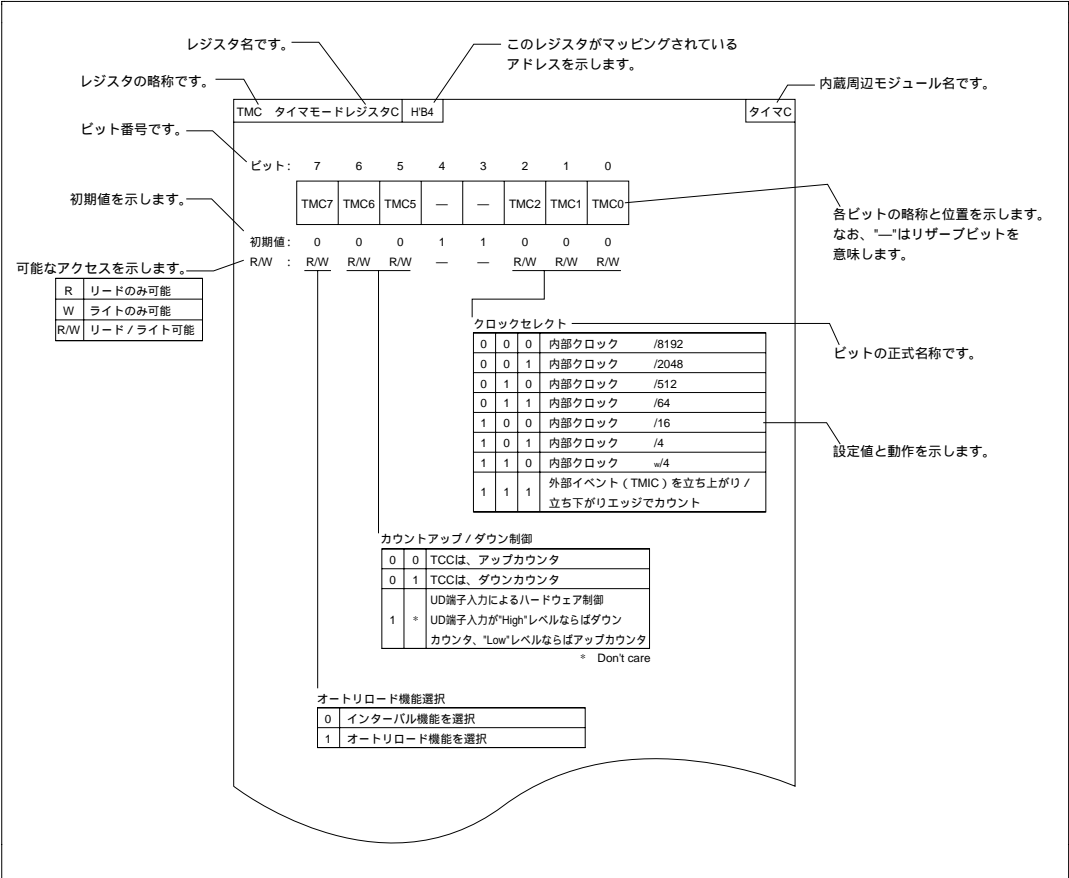 レジスタ名です。
このレジスタがマッピングされている
アドレスを示します。
レジスタの略称です。
内蔵周辺モジュール名です。
TMC タイマモードレジスタC H'B4 タイマC
ビット番号です。
ビット: 7 6 5 4 3 2 1 0
初期値を示します。
TMC7 TMC6 TMC5 — — TMC2 TMC1 TMC0
各ビットの略称と位置を示します。
なお、"—"はリザーブビットを
意味します。
初期値: 0 0 0 1 1 0 0 0
可能なアクセスを示します。
R/W : R/W R/W R/W — — R/W R/W R/W
R リードのみ可能
W ライトのみ可能
R/W リード / ライト可能
クロックセレクト
ビットの正式名称です。
0 0 0 内部クロック /8192
0 0 1 内部クロック /2048
0 1 0 内部クロック /512
0 1 1 内部クロック /64
1 0 0 内部クロック /16
1 0 1 内部クロック /4
1 1 0 内部クロック w/4
1 1 1 外部イベント(TMIC)を立ち上がり /
立ち下がりエッジでカウント
設定値と動作を示します。
カウントアップ / ダウン制御
0 0 TCCは、アップカウンタ
0 1 TCCは、ダウンカウンタ
1 * UD端子入力によるハードウェア制御
UD端子入力が"High"レベルならばダウン
カウンタ、"Low"レベルならばアップカウンタ
* Don't care
オートリロード機能選択
0 インターバル機能を選択
1 オートリロード機能を選択